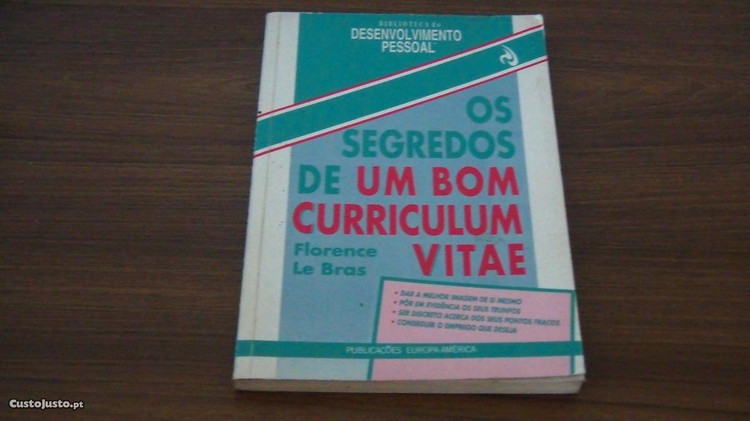 BIBLIOTECA do
DESENVOLVIMENTO
PESSOAL
OS
SEGREDOS
DE UM BOM
CURRICULUM
VITAE
Florence
Le Bras
• DAR A MELHOR IMAGEM DE SI MESMO
• PÔR EM EVIDÊNCIA OS SEUS TRUNFOS
• SER DISCRETO ACERCA DOS SEUS PONTOS FRACOS
• CONSEGUIR O EMPREGO QUE DESEJA
PUBLICAÇÕES EUROPA-AMÉRICA
CustoJusto.pt